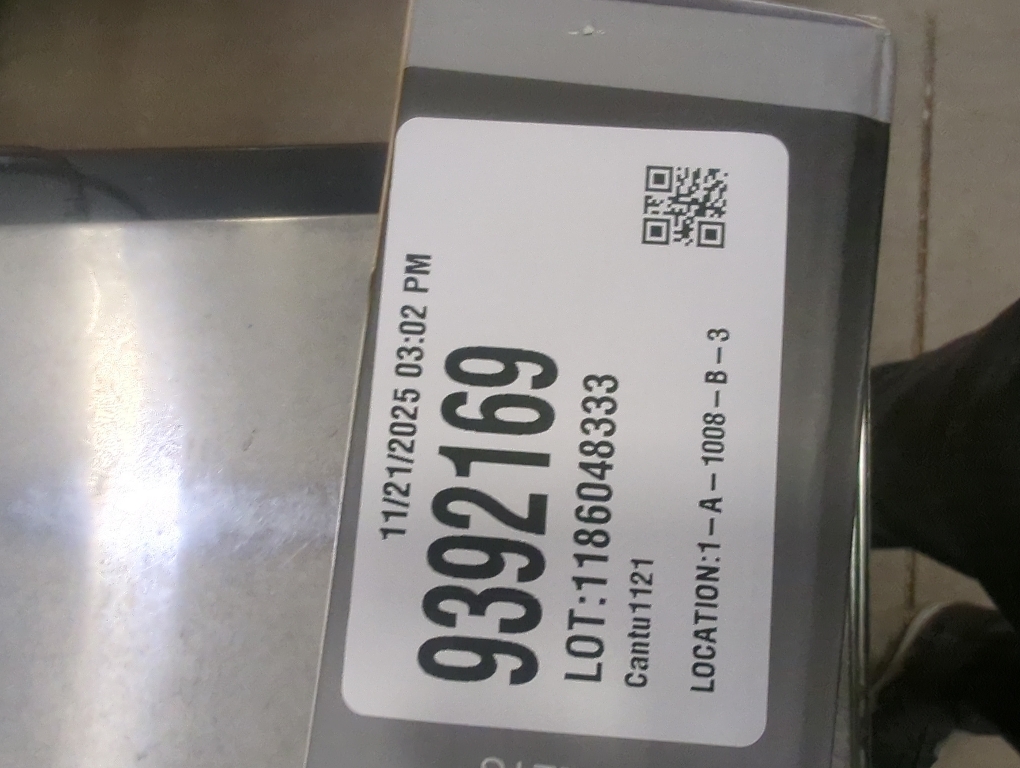 11/21/2025 03:02 PM
9392169
LOT:1186048333
Cantu1121
LOCATION:1-A-1008-B-3